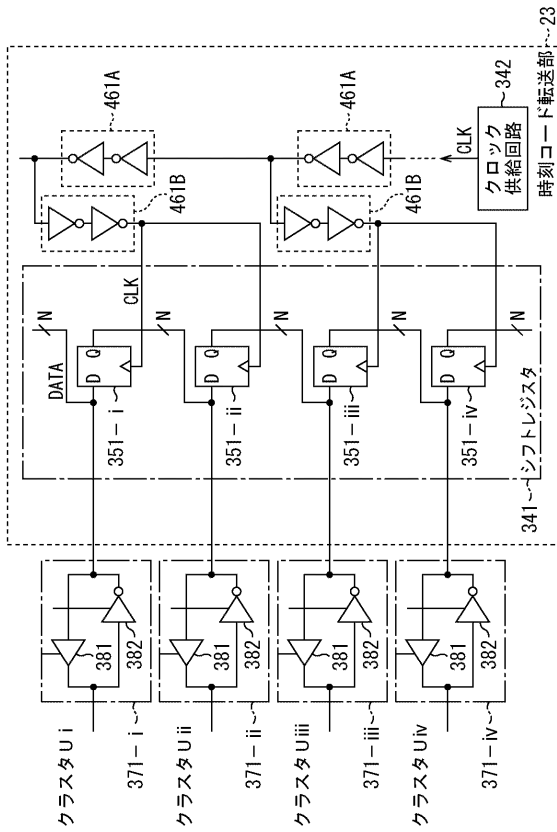 クラスタU i
371－ i
381
382
クラスタU ii
371－ii
381
382
クラスタUiii
371－iii
381
382
クラスタUiv
371－iv
381
382
DATA
N
D
Q
351－ i
CLK
N
D
Q
351－ii
N
D
Q
351－iii
N
D
Q
351－iv
N
341
シフトレジスタ
461A
461B
461A
461B
CLK
342
クロック
供給回路
時刻コード転送部
23